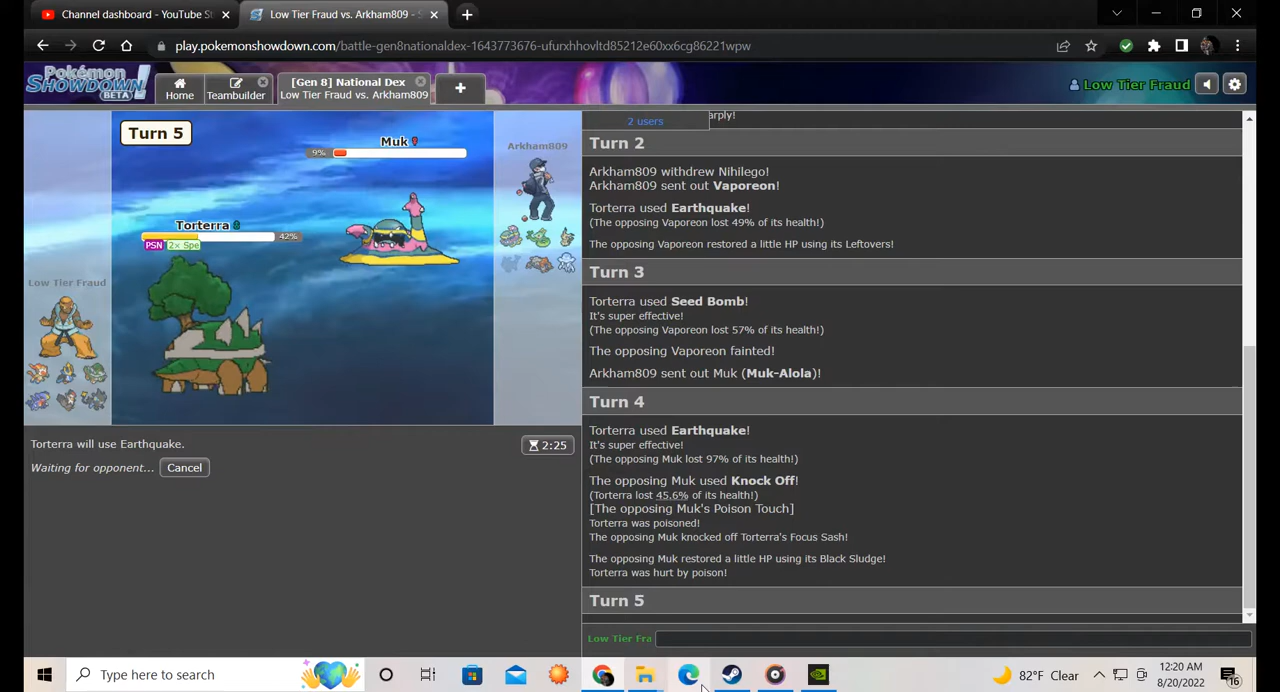 Channel dashboard - YouTube St
Low Tier Fraud vs. Arkham809 - S
play.pokemonshowdown.com/battle-gen8nationaldex-1643773676-ufurxhhovltd85212e60xx6cg86221wpw
Pokémon
SHOWDOWN!
BETA
Home
Teambuilder
[Gen 8] National Dex
Low Tier Fraud vs. Arkham809
Low Tier Fraud
Turn 5
Muk
9%
Torterra
42%
PSN 2× Spe
Arkham809
Low Tier Fraud
Torterra will use Earthquake.
Waiting for opponent... Cancel
2:25
2 users
arply!
Turn 2
Arkham809 withdrew Nihilego!
Arkham809 sent out Vaporeon!
Torterra used Earthquake!
(The opposing Vaporeon lost 49% of its health!)
The opposing Vaporeon restored a little HP using its Leftovers!
Turn 3
Torterra used Seed Bomb!
It's super effective!
(The opposing Vaporeon lost 57% of its health!)
The opposing Vaporeon fainted!
Arkham809 sent out Muk (Muk-Alola)!
Turn 4
Torterra used Earthquake!
It's super effective!
(The opposing Muk lost 97% of its health!)
The opposing Muk used Knock Off!
(Torterra lost 45.6% of its health!)
[The opposing Muk's Poison Touch]
Torterra was poisoned!
The opposing Muk knocked off Torterra's Focus Sash!
The opposing Muk restored a little HP using its Black Sludge!
Torterra was hurt by poison!
Turn 5
Low Tier Fra
Type here to search
82°F Clear
12:20 AM
8/20/2022
16